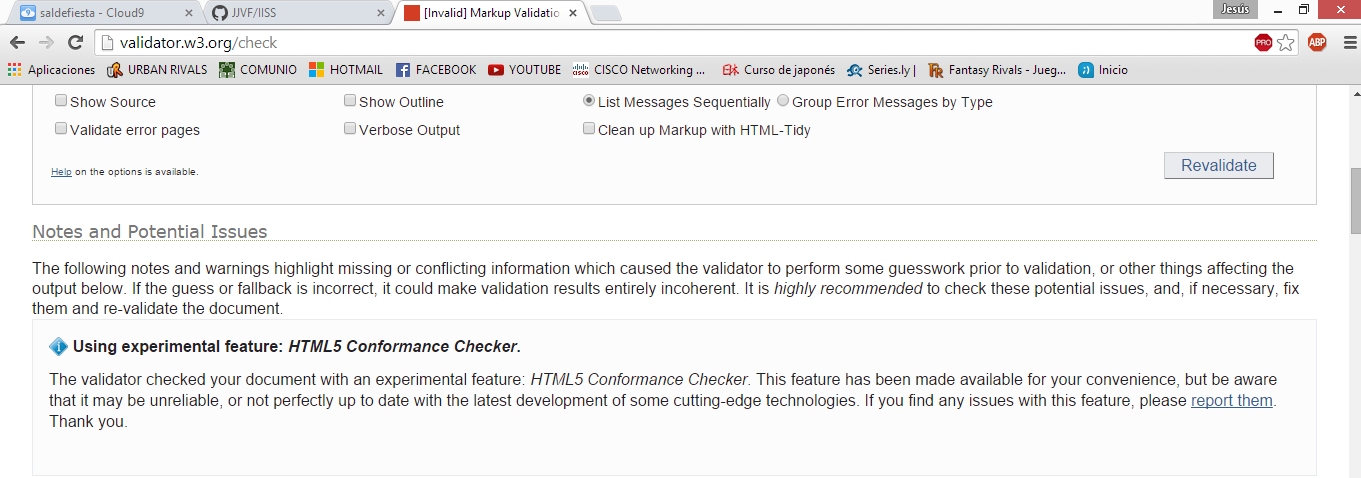 saldefiesta - Cloud9
JJVF/IISS
[Invalid] Markup Validatio
Jesús
validator.w3.org/check
PRO
ABP
Aplicaciones
URBAN RIVALS
COMUNIO
HOTMAIL
FACEBOOK
YOUTUBE
CISCO Networking ...
Curso de japonés
Series.ly |
Fantasy Rivals - Jueg...
Inicio
Show Source
Show Outline
List Messages Sequentially
Group Error Messages by Type
Validate error pages
Verbose Output
Clean up Markup with HTML-Tidy
Help on the options is available.
Revalidate
Notes and Potential Issues
The following notes and warnings highlight missing or conflicting information which caused the validator to perform some guesswork prior to validation, or other things affecting the
output below. If the guess or fallback is incorrect, it could make validation results entirely incoherent. It is highly recommended to check these potential issues, and, if necessary, fix
them and re-validate the document.
Using experimental feature: HTML5 Conformance Checker.
The validator checked your document with an experimental feature: HTML5 Conformance Checker. This feature has been made available for your convenience, but be aware
that it may be unreliable, or not perfectly up to date with the latest development of some cutting-edge technologies. If you find any issues with this feature, please report them.
Thank you.